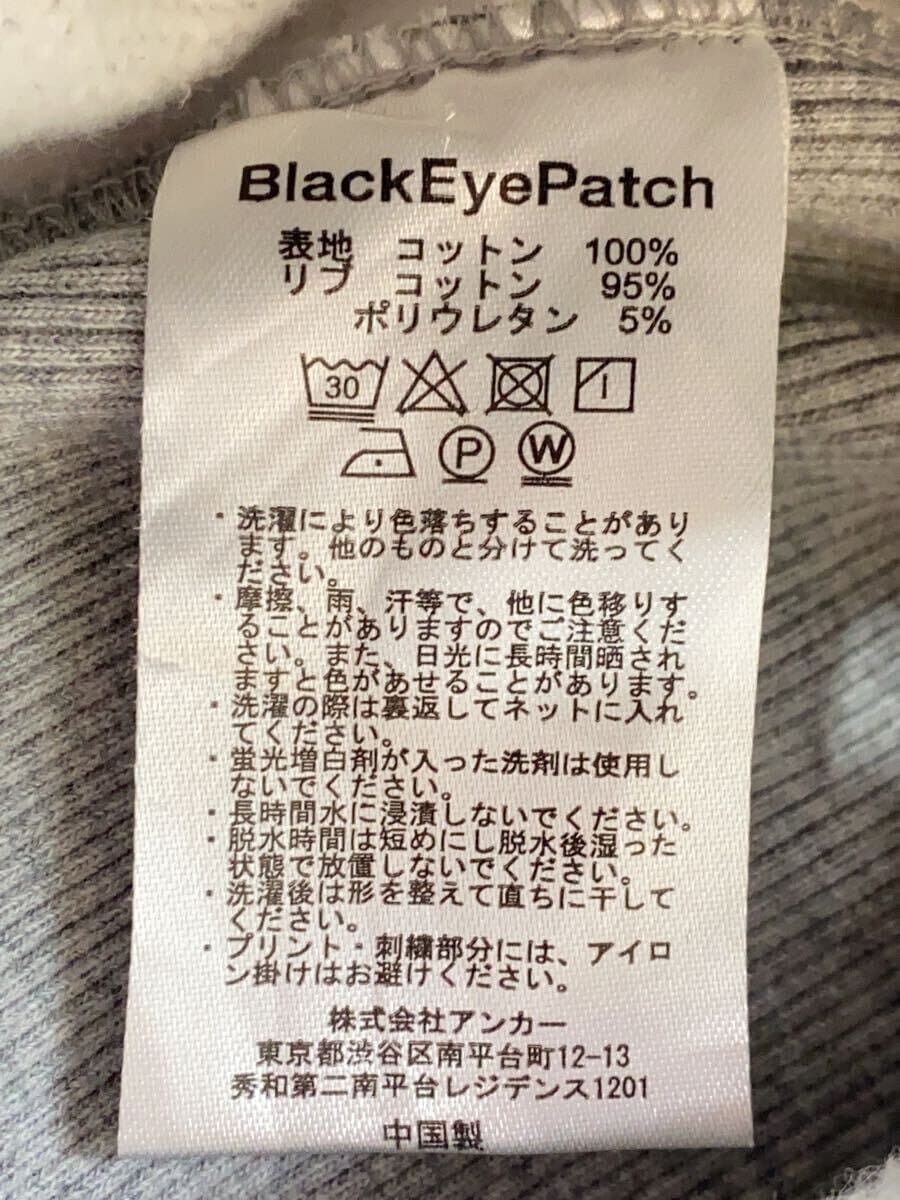 BlackEyePatch
表地 コットン 100%
リブ コットン 95%
ポリウレタン 5%
30
P W
・洗濯により色落ちすることがあり
ます。他のものと分けて洗ってく
ださい。
・摩擦、雨、汗等で、他に色移りす
ることがありますのでご注意くだ
さい。また、日光に長時間晒され
ますと色があせることがあります。
・洗濯の際は裏返してネットに入れ
てください。
・蛍光増白剤が入った洗剤は使用し
ないでください。
・長時間水に浸漬しないでください。
・脱水時間は短めにし脱水後湿った
状態で放置しないでください。
・洗濯後は形を整えて直ちに干して
ください。
・プリント・刺繍部分には、アイロ
ン掛けはお避けください。
株式会社アンカー
東京都渋谷区南平台町12-13
秀和第二南平台レジデンス1201
中国製